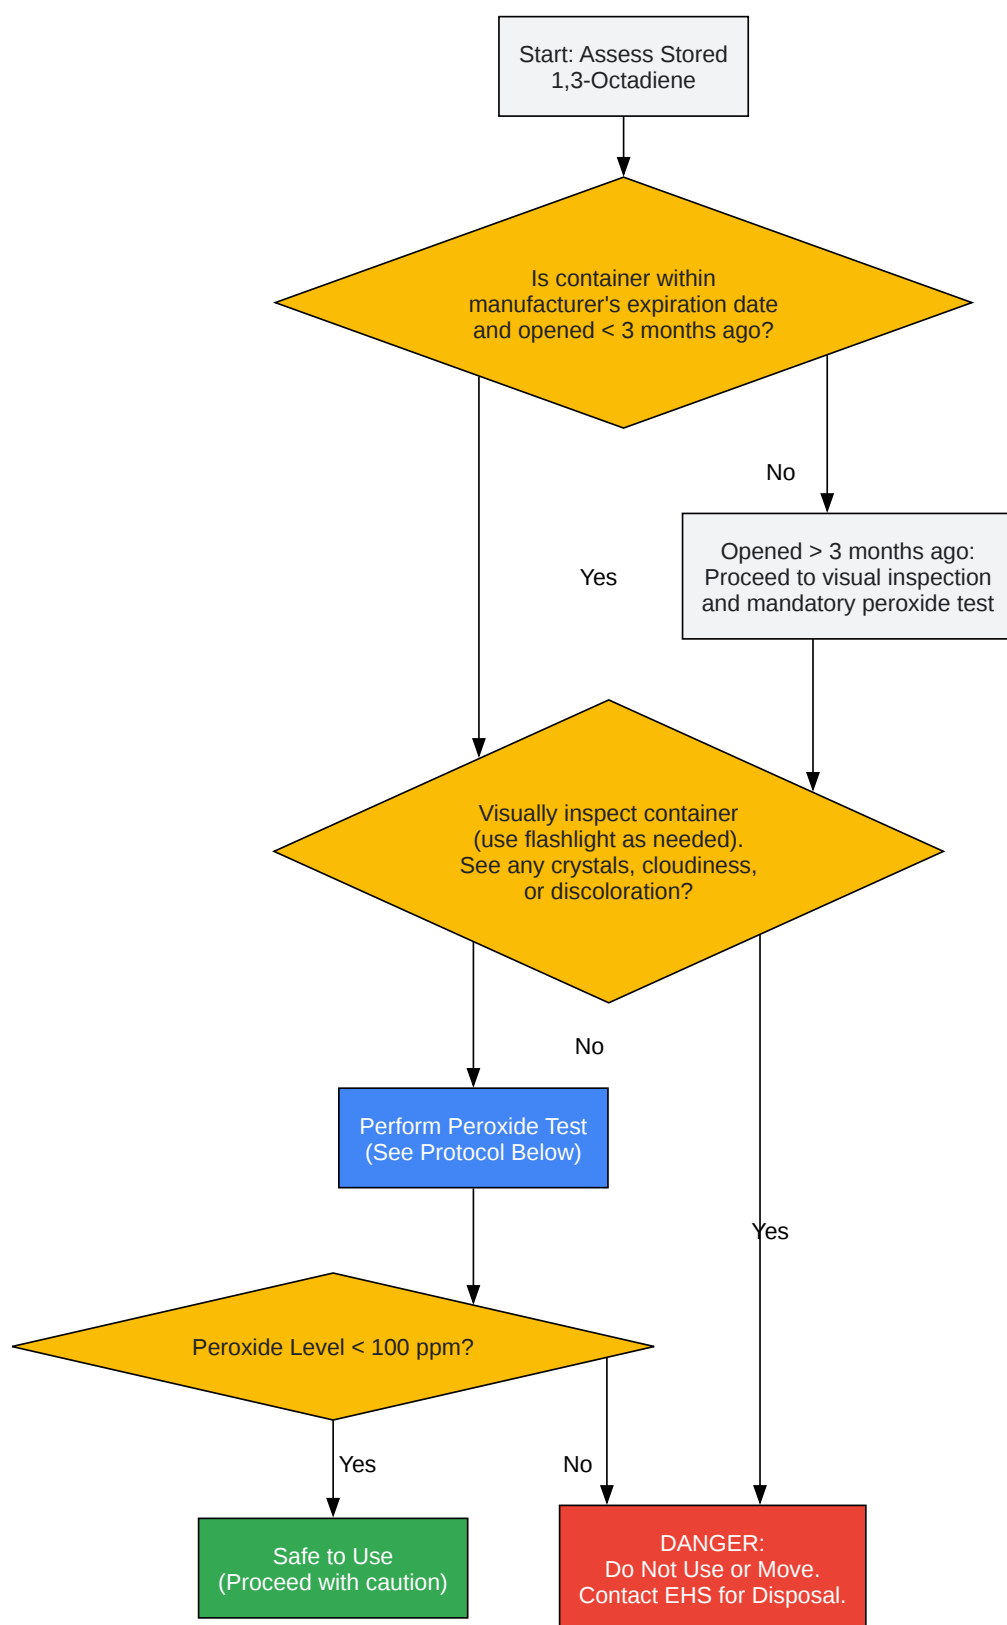 Start: Assess Stored
1,3-Octadiene
Is container within
manufacturer's expiration date
and opened < 3 months ago?
No
Opened > 3 months ago:
Proceed to visual inspection
and mandatory peroxide test
Yes
Visually inspect container
(use flashlight as needed).
See any crystals, cloudiness,
or discoloration?
No
Perform Peroxide Test
(See Protocol Below)
Yes
Peroxide Level < 100 ppm?
Yes
No
Safe to Use
(Proceed with caution)
DANGER:
Do Not Use or Move.
Contact EHS for Disposal.